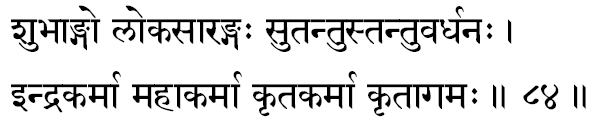 शुभाङ्गो लोकसारङ्गः सुतन्तुस्तन्तुवर्धनः ।
इन्द्रकर्मा महाकर्मा कृतकर्मा कृतागमः ॥ ८४ ॥